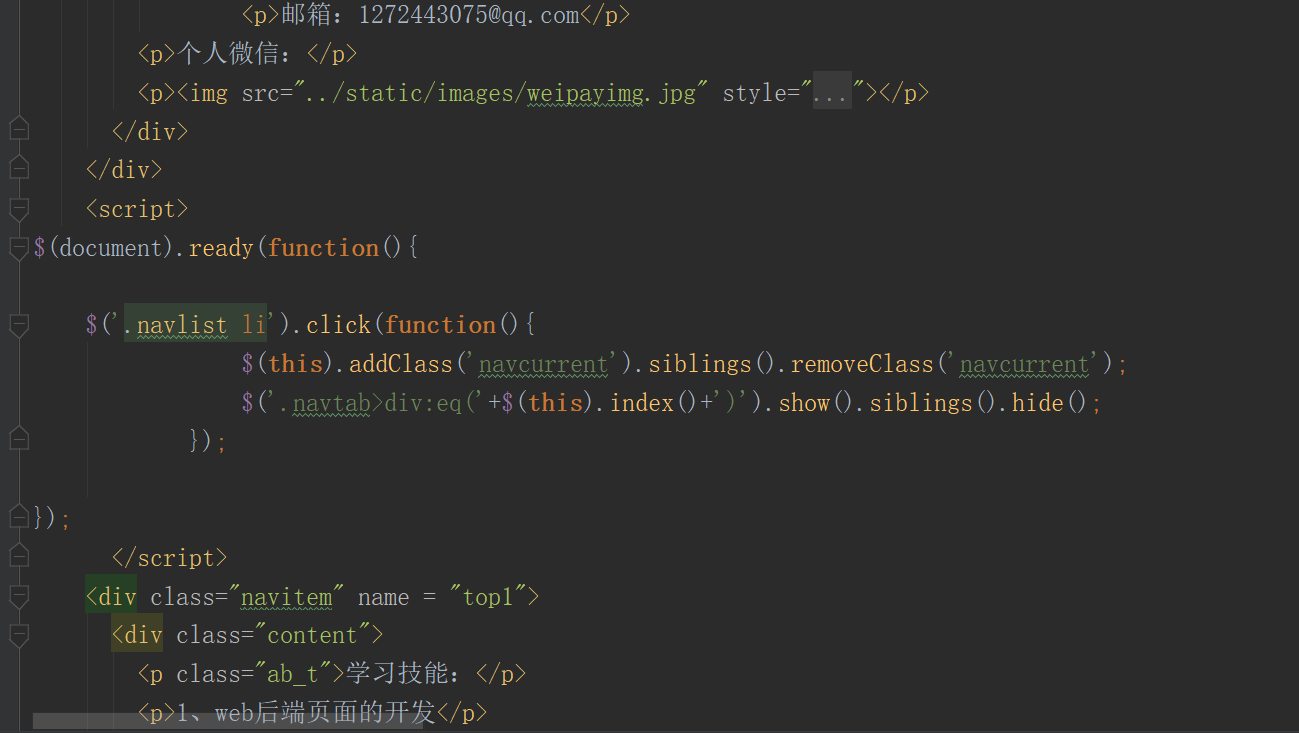 <p>邮箱：1272443075@qq.com</p>
<p>个人微信：</p>
<p><img src="../static/images/weipayimg.jpg" style="..."></p>
</div>
</div>
<script>
$(document).ready(function(){
$('.navlist li').click(function(){
$(this).addClass('navcurrent').siblings().removeClass('navcurrent');
$('.navtab>div:eq('+$(this).index()+')').show().siblings().hide();
});
});
</script>
<div class="navitem" name = "top1">
<div class="content">
<p class="ab_t">学习技能：</p>
<p>1、web后端页面的开发</p>